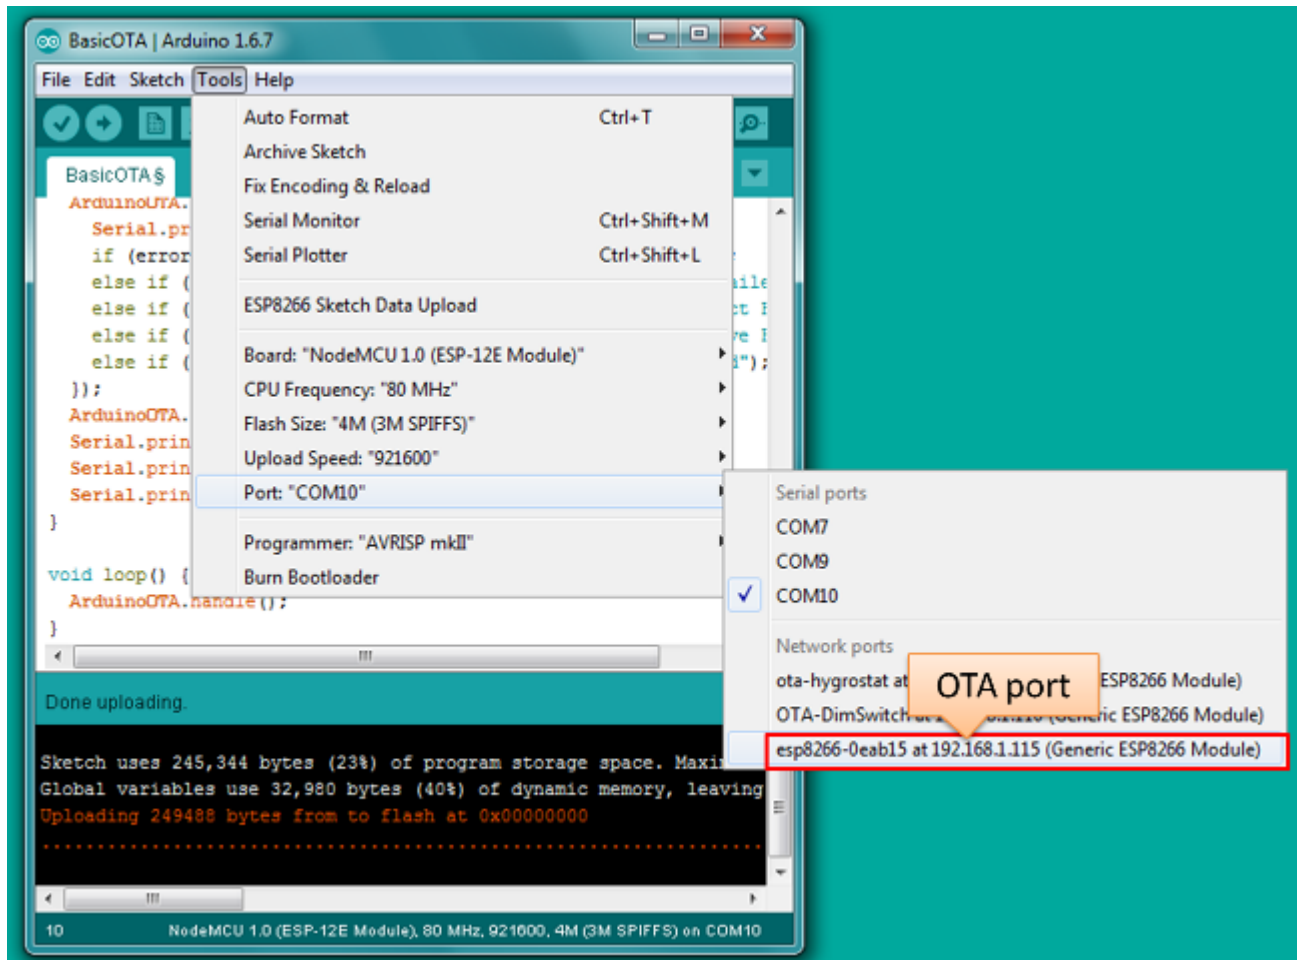 BasicOTA | Arduino 1.6.7
File Edit Sketch Tools Help
Auto Format Ctrl+T
Archive Sketch
Fix Encoding & Reload
Serial Monitor Ctrl+Shift+M
Serial Plotter Ctrl+Shift+L
ESP8266 Sketch Data Upload
Board: "NodeMCU 1.0 (ESP-12E Module)"
CPU Frequency: "80 MHz"
Flash Size: "4M (3M SPIFFS)"
Upload Speed: "921600"
Port: "COM10"
Programmer: "AVRISP mkII"
Burn Bootloader
Serial ports
COM7
COM9
COM10
Network ports
ota-hygrostat at ESP8266 Module)
OTA-DimSwitch ESP8266 Module)
esp8266-0eab15 at 192.168.1.115 (Generic ESP8266 Module)
OTA port
BasicOTA §
ArduinoOTA.
Serial.pr
if (error
else if (
else if (
else if (
else if ( ");
});
ArduinoOTA.
Serial.prin
Serial.prin
Serial.prin
}
void loop() {
ArduinoOTA.handle();
}
Done uploading.
Sketch uses 245,344 bytes (23%) of program storage space. Maxi
Global variables use 32,980 bytes (40%) of dynamic memory, leaving
Uploading 249488 bytes from to flash at 0x00000000
................................................................
10 NodeMCU 1.0 (ESP-12E Module), 80 MHz, 921600, 4M (3M SPIFFS) on COM10